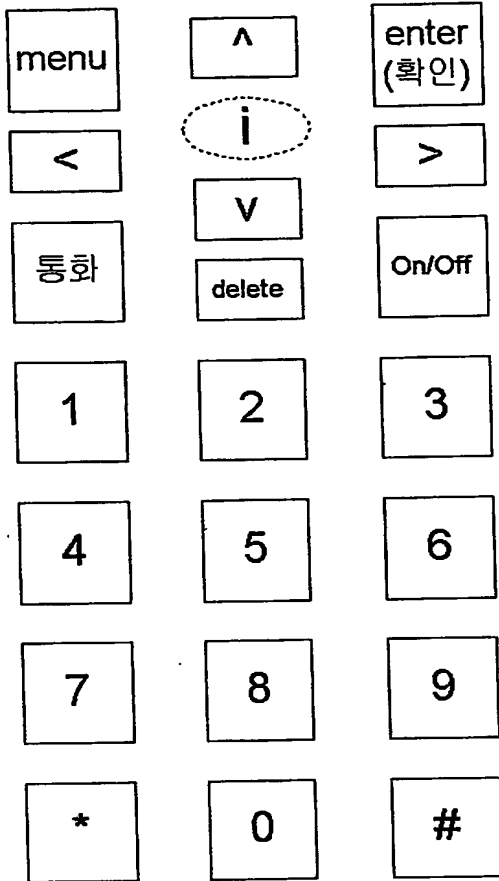 menu ^ enter
(확인)
< i >
v
통화 delete On/Off
1 2 3
4 5 6
7 8 9
* 0 #